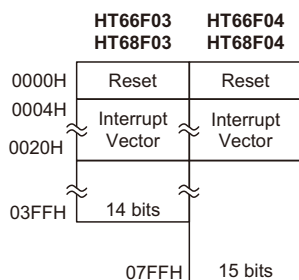 HT66F03 HT66F04
HT68F03 HT68F04
0000H Reset Reset
0004H
Interrupt Interrupt
Vector Vector
0020H
03FFH 14 bits
07FFH 15 bits